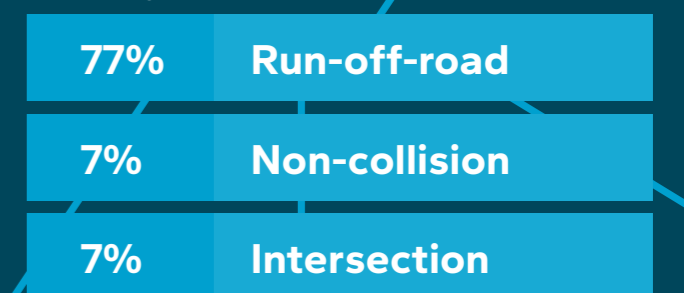 77% Run-off-road
7% Non-collision
7% Intersection